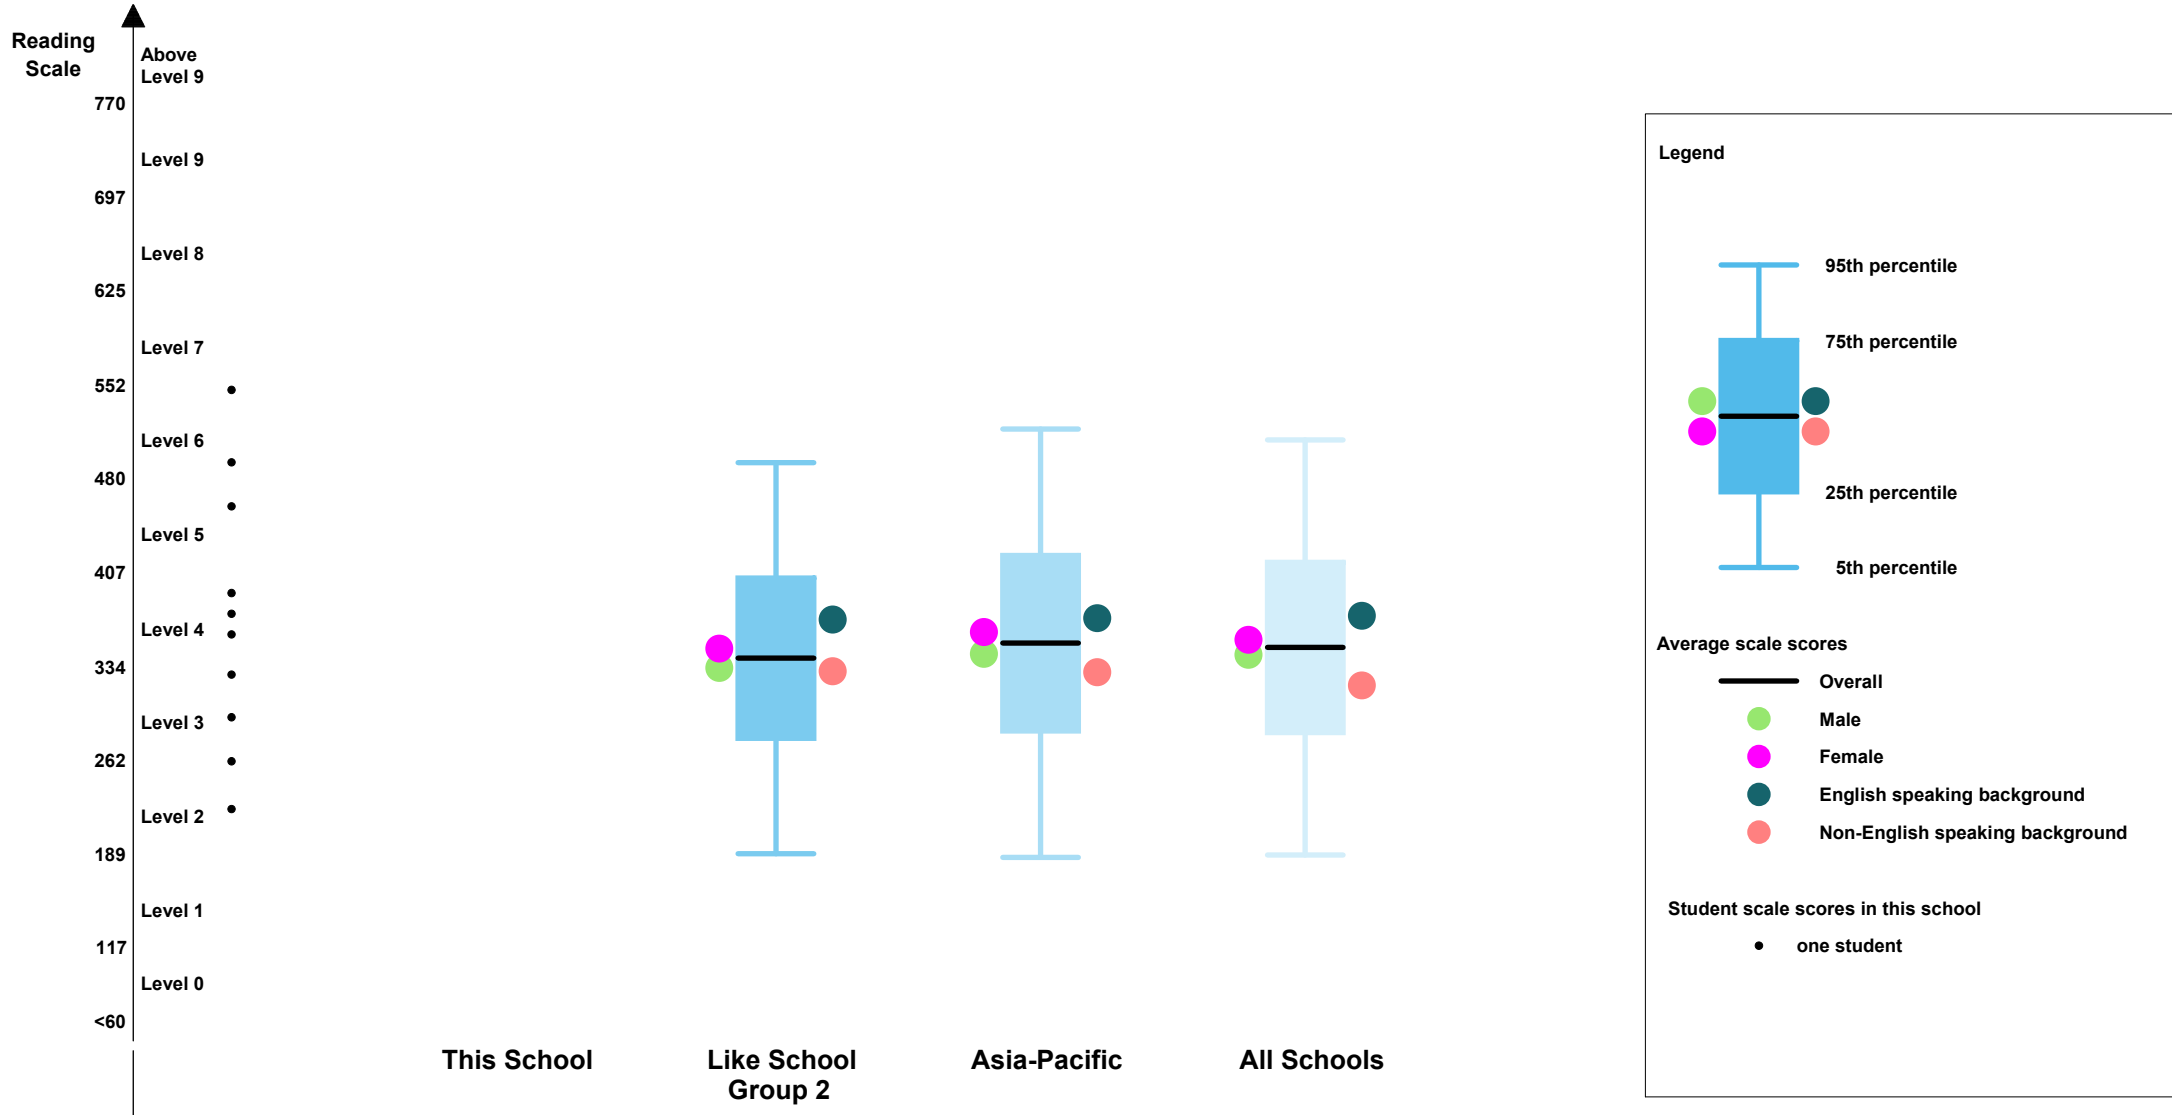 Reading
Scale
Above
Level 9
770
Level 9
697
Level 8
625
Level 7
552
Level 6
480
Level 5
407
Level 4
334
Level 3
262
Level 2
189
Level 1
117
Level 0
<60
This School
Like School
Group 2
Asia-Pacific
All Schools
Legend
95th percentile
75th percentile
25th percentile
5th percentile
Average scale scores
Overall
Male
Female
English speaking background
Non-English speaking background
Student scale scores in this school
one student